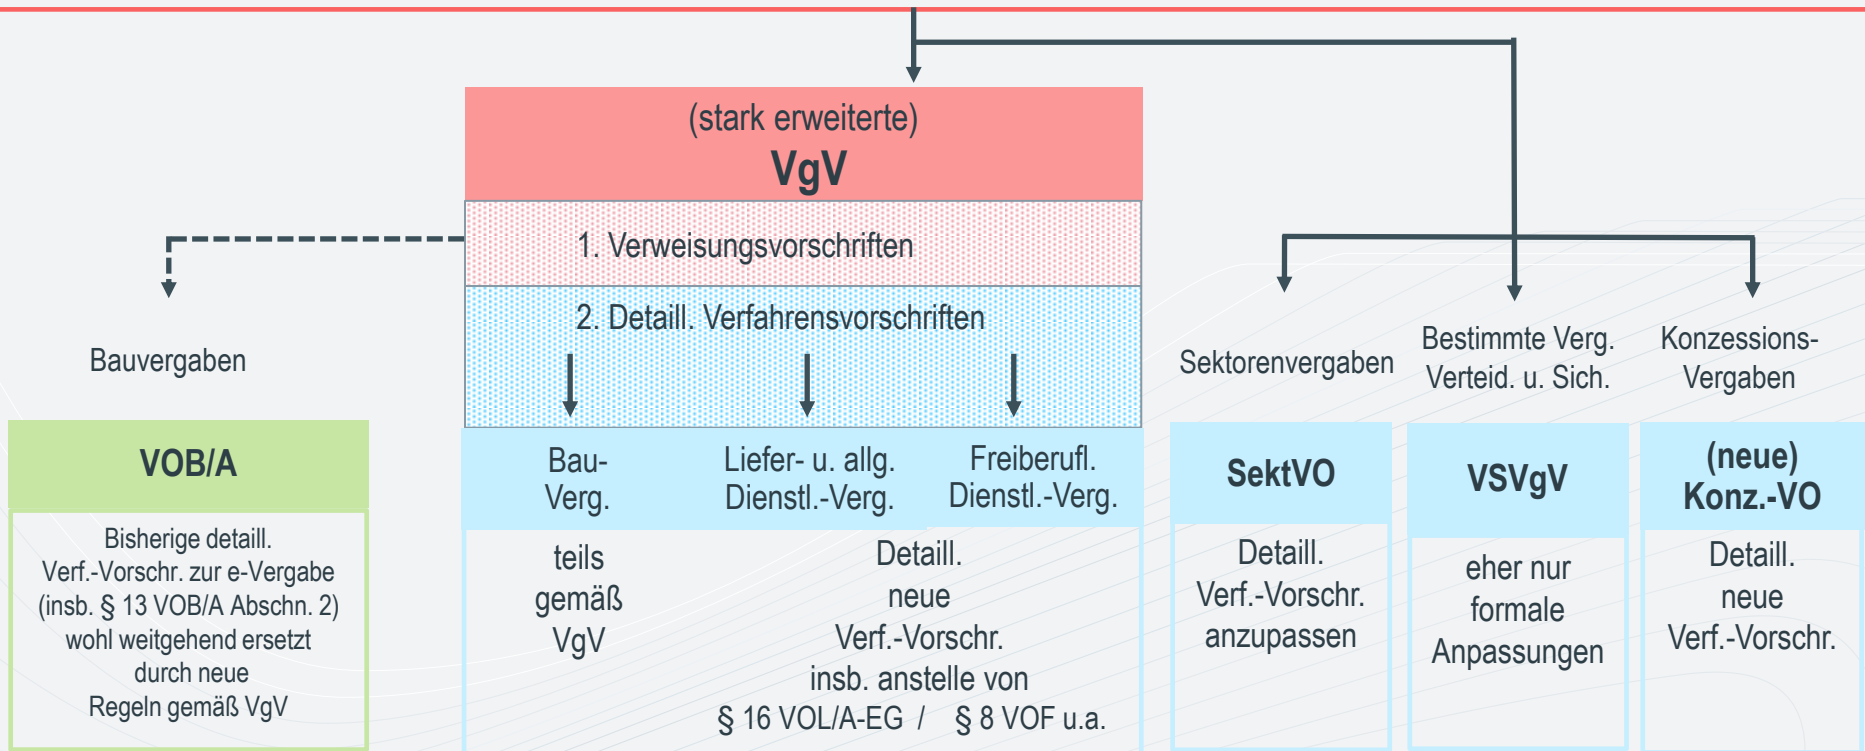 (stark erweiterte)
VgV
1. Verweisungsvorschriften
2. Detaill. Verfahrensvorschriften
Bauvergaben
VOB/A
Bisherige detaill.
Verf.-Vorschr. zur e-Vergabe
(insb. § 13 VOB/A Abschn. 2)
wohl weitgehend ersetzt
durch neue
Regeln gemäß VgV
Bau-
Verg.
teils
gemäß
VgV
Liefer- u. allg.
Dienstl.-Verg.
Freiberufl.
Dienstl.-Verg.
Detaill.
neue
Verf.-Vorschr.
insb. anstelle von
§ 16 VOL/A-EG / § 8 VOF u.a.
Sektorenvergaben
SektVO
Detaill.
Verf.-Vorschr.
anzupassen
Bestimmte Verg.
Verteid. u. Sich.
VSVgV
eher nur
formale
Anpassungen
Konzessions-
Vergaben
(neue)
Konz.-VO
Detaill.
neue
Verf.-Vorschr.